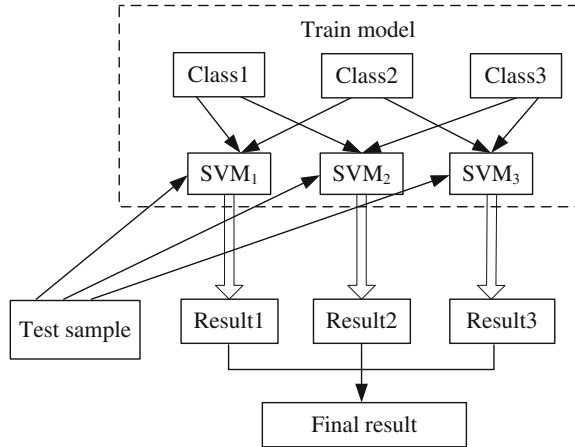 Train model
Class1
Class2
Class3
SVM₁
SVM₂
SVM₃
Test sample
Result1
Result2
Result3
Final result